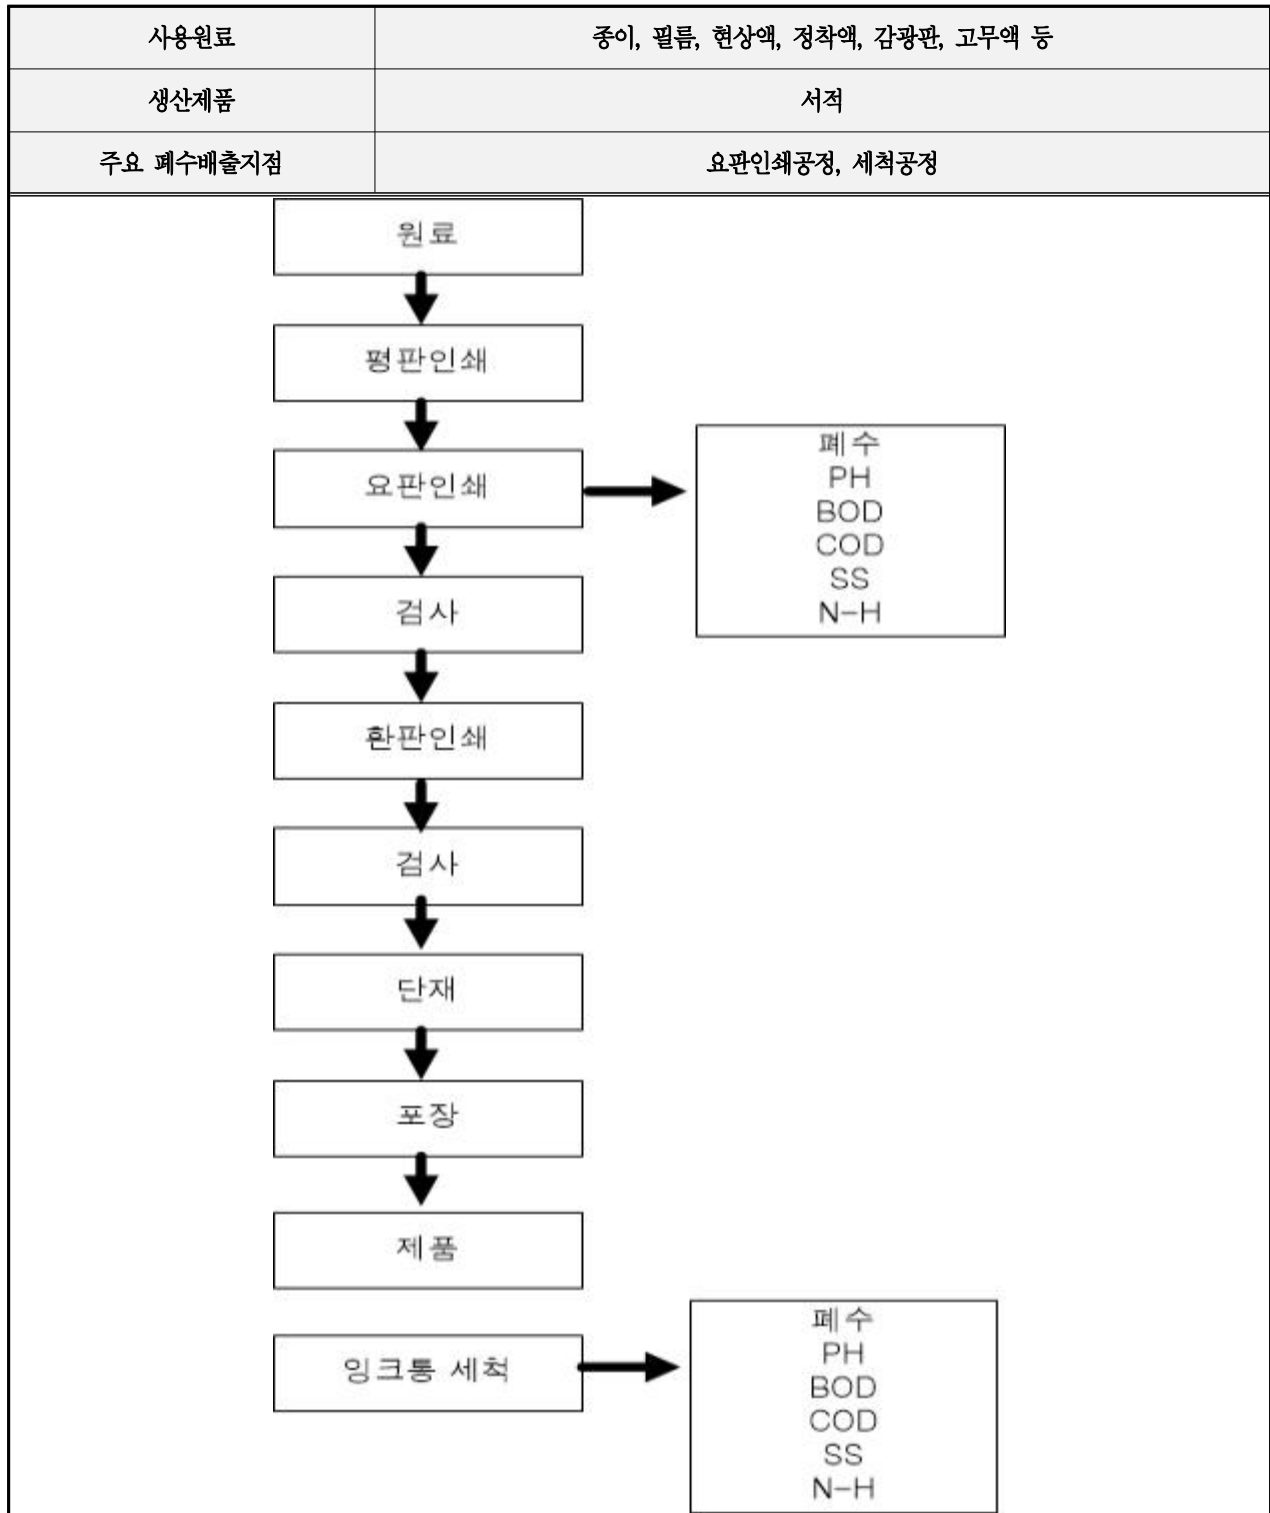 사용원료
종이, 필름, 현상액, 정착액, 감광판, 고무액 등
생산제품
서적
주요 폐수배출지점
요판인쇄공정, 세척공정
원료
평판인쇄
요판인쇄
폐수
PH
BOD
COD
SS
N-H
검사
환판인쇄
검사
단재
포장
제품
잉크통 세척
폐수
PH
BOD
COD
SS
N-H